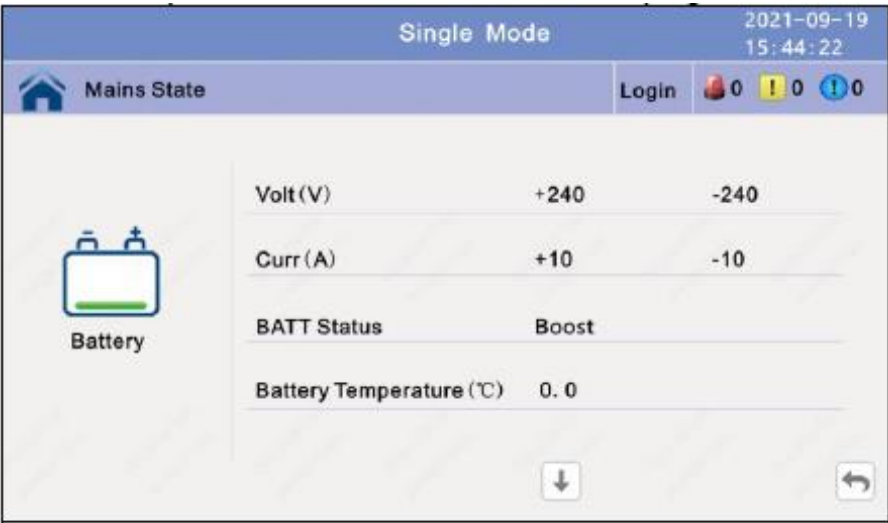 Single Mode
2021-09-19
15:44:22
Mains State
Login
0
0
0
Volt(V) +240 -240
Curr(A) +10 -10
BATT Status Boost
Battery Temperature(℃) 0.0
Battery